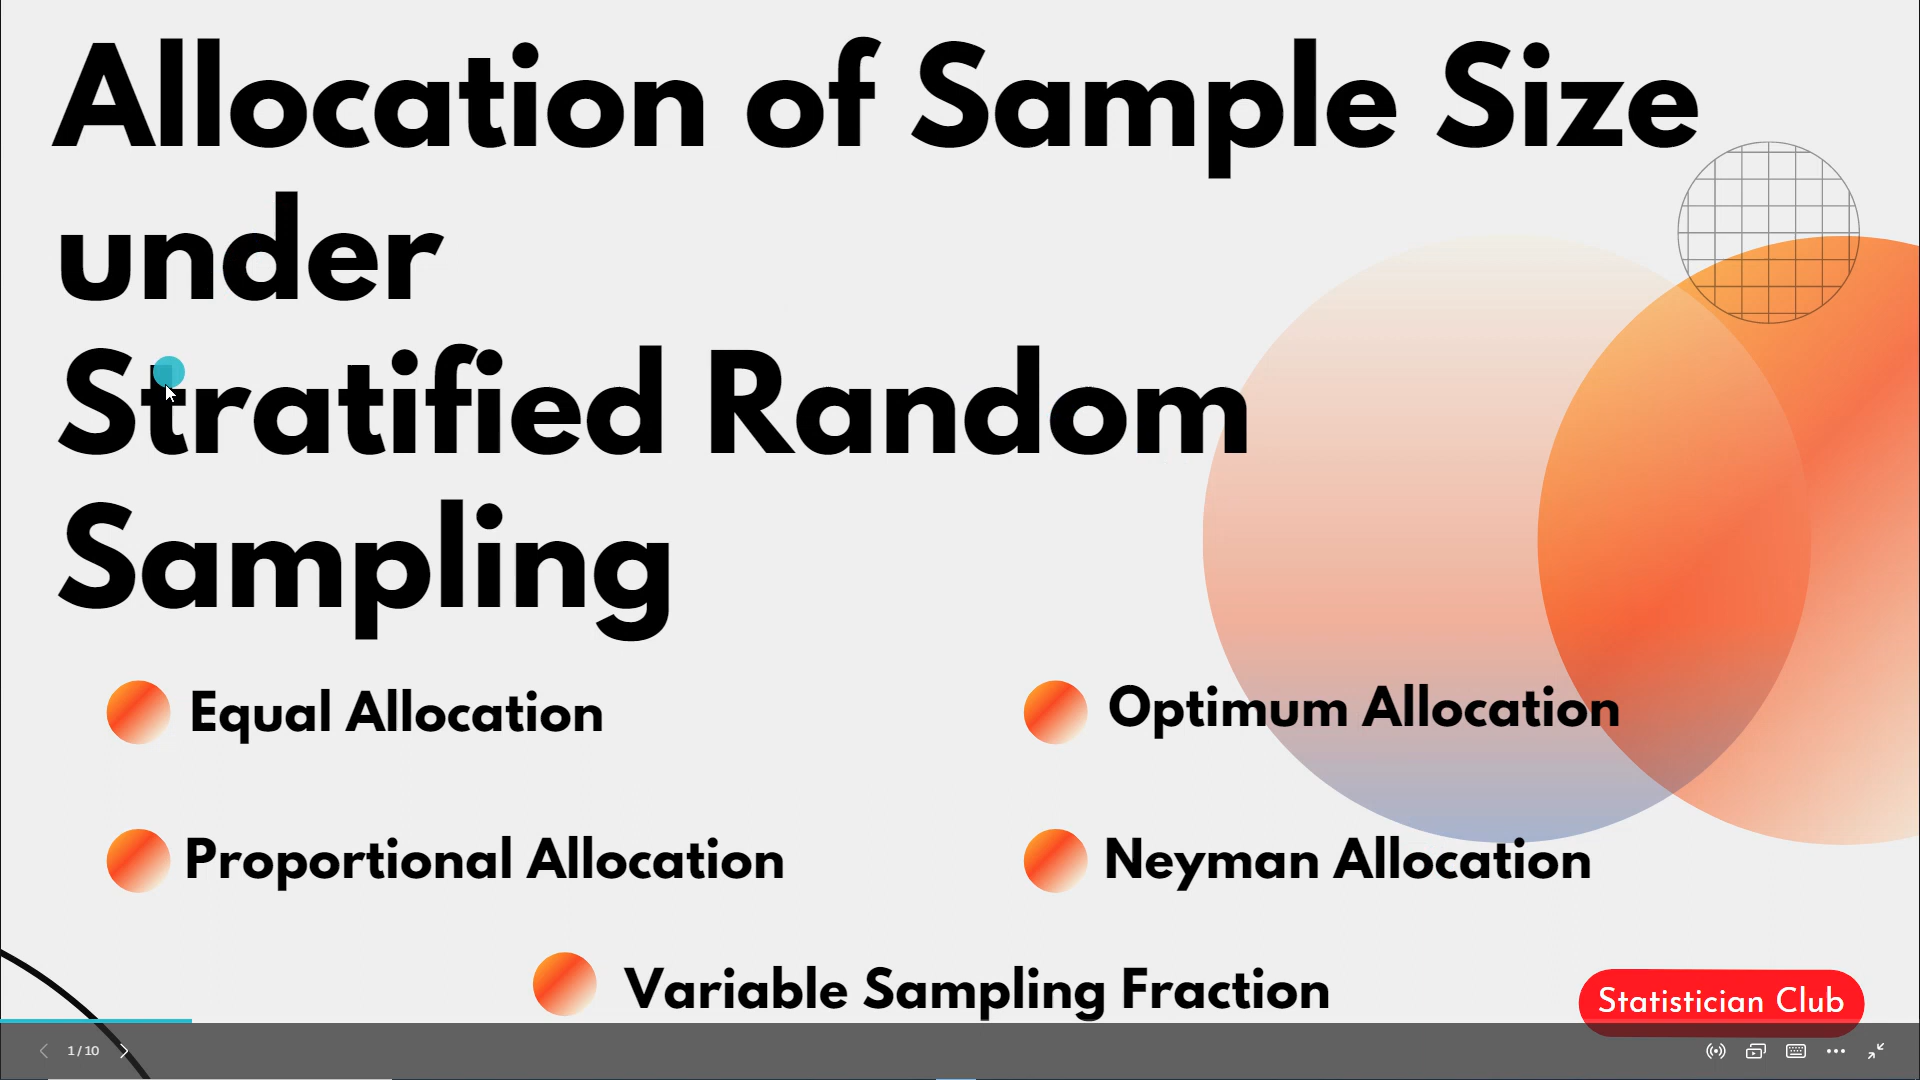 Allocation of Sample Size
under
Stratified Random
Sampling
Equal Allocation
Optimum Allocation
Proportional Allocation
Neyman Allocation
Variable Sampling Fraction
Statistician Club
1 / 10